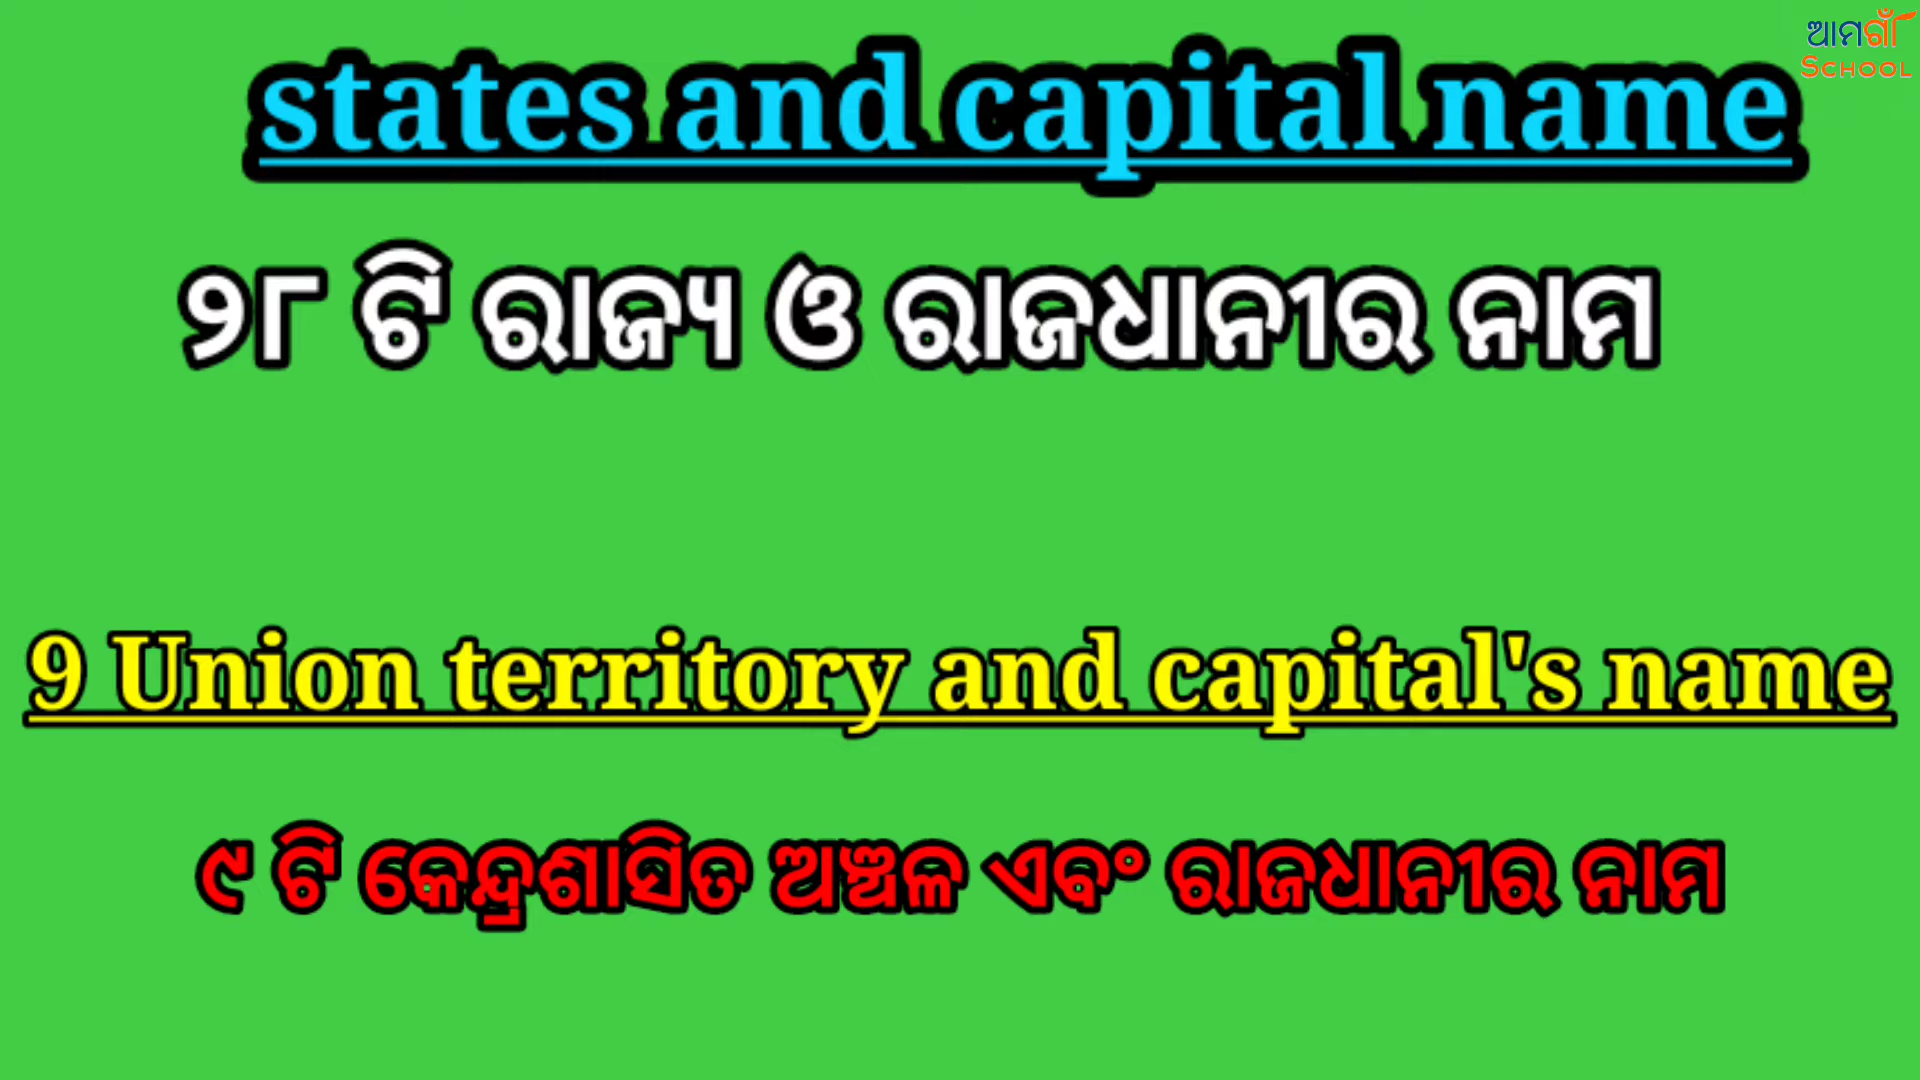 ଆମଗାଁ
SCHOOL
states and capital name
୨୮ ଟି ରାଜ୍ୟ ଓ ରାଜଧାନୀର ନାମ
9 Union territory and capital's name
୯ ଟି କେନ୍ଦ୍ରଶାସିତ ଅଞ୍ଚଳ ଏବଂ ରାଜଧାନୀର ନାମ